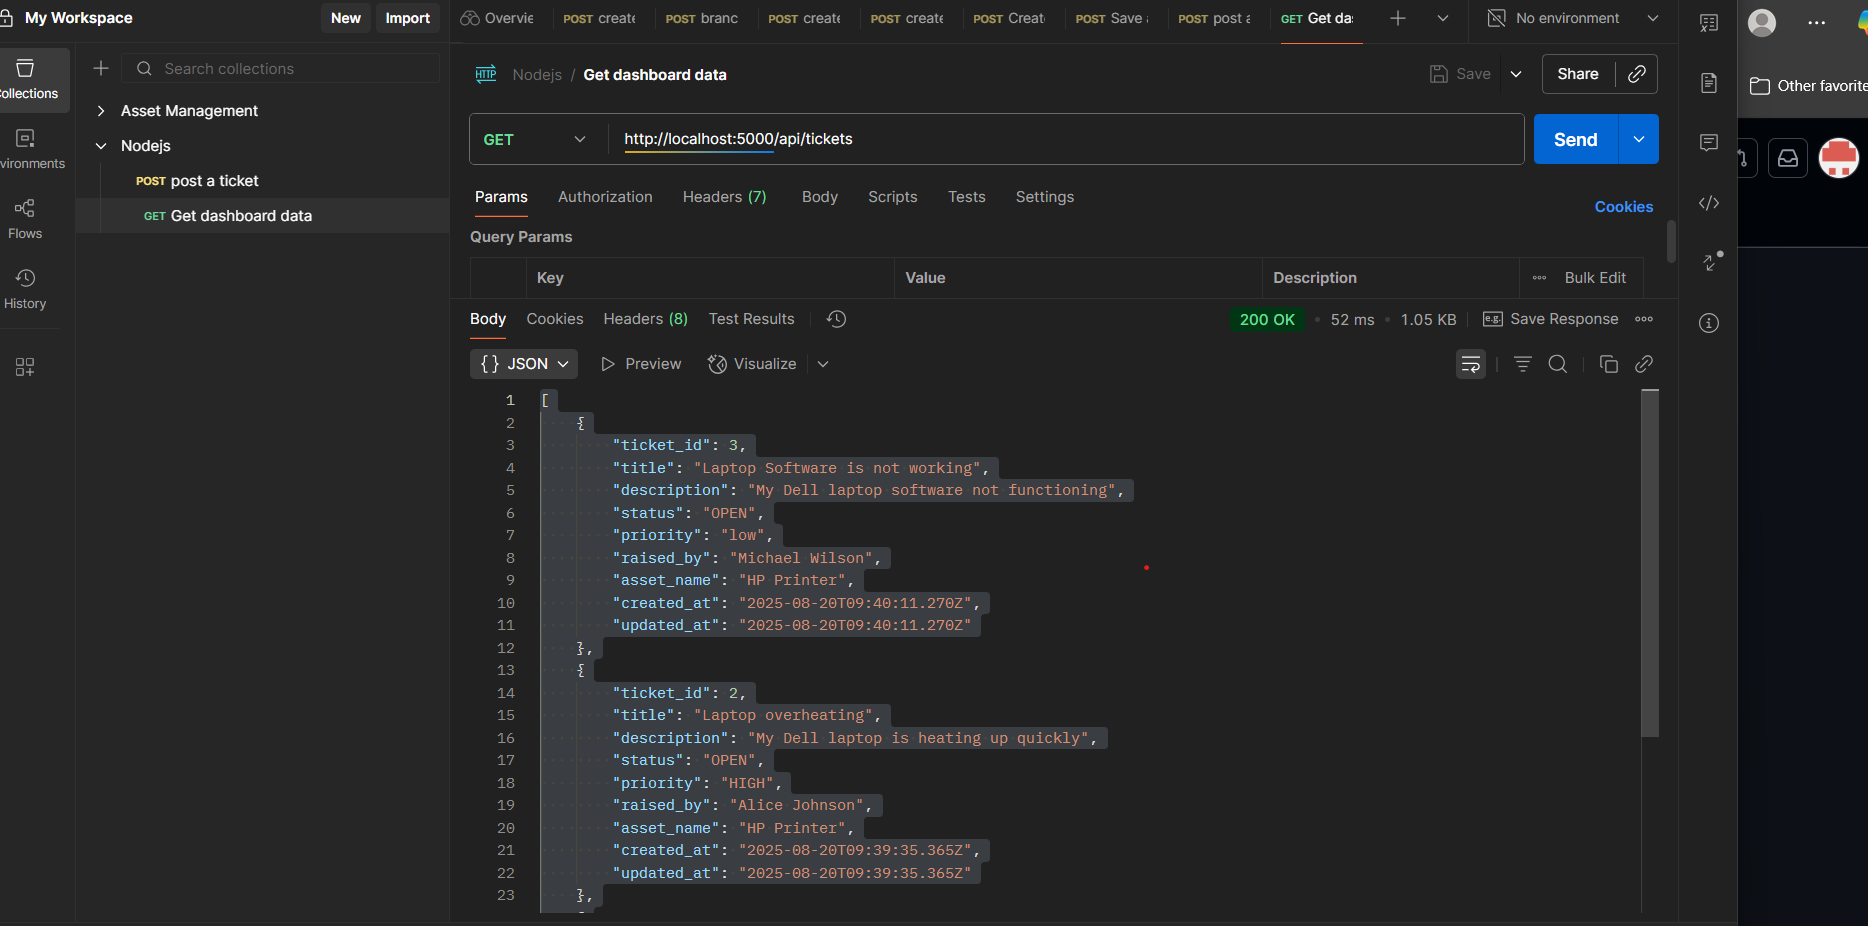 My Workspace
New
Import
Overvie
POST create
POST branc
POST create
POST create
POST Creat
POST Save a
POST post a
GET Get da
No environment
Collections
Search collections
Asset Management
Nodejs
POST post a ticket
GET Get dashboard data
vironments
Flows
History
HTTP
Nodejs / Get dashboard data
Save
Share
GET
http://localhost:5000/api/tickets
Send
Params
Authorization
Headers (7)
Body
Scripts
Tests
Settings
Cookies
Query Params
Key
Value
Description
Bulk Edit
Body
Cookies
Headers (8)
Test Results
200 OK
52 ms
1.05 KB
e.g.
Save Response
{} JSON
Preview
Visualize
1 [
2 {
3 "ticket_id": 3,
4 "title": "Laptop Software is not working",
5 "description": "My Dell laptop software not functioning",
6 "status": "OPEN",
7 "priority": "low",
8 "raised_by": "Michael Wilson",
9 "asset_name": "HP Printer",
10 "created_at": "2025-08-20T09:40:11.270Z",
11 "updated_at": "2025-08-20T09:40:11.270Z"
12 },
13 {
14 "ticket_id": 2,
15 "title": "Laptop overheating",
16 "description": "My Dell laptop is heating up quickly",
17 "status": "OPEN",
18 "priority": "HIGH",
19 "raised_by": "Alice Johnson",
20 "asset_name": "HP Printer",
21 "created_at": "2025-08-20T09:39:35.365Z",
22 "updated_at": "2025-08-20T09:39:35.365Z"
23 },
Other favorite